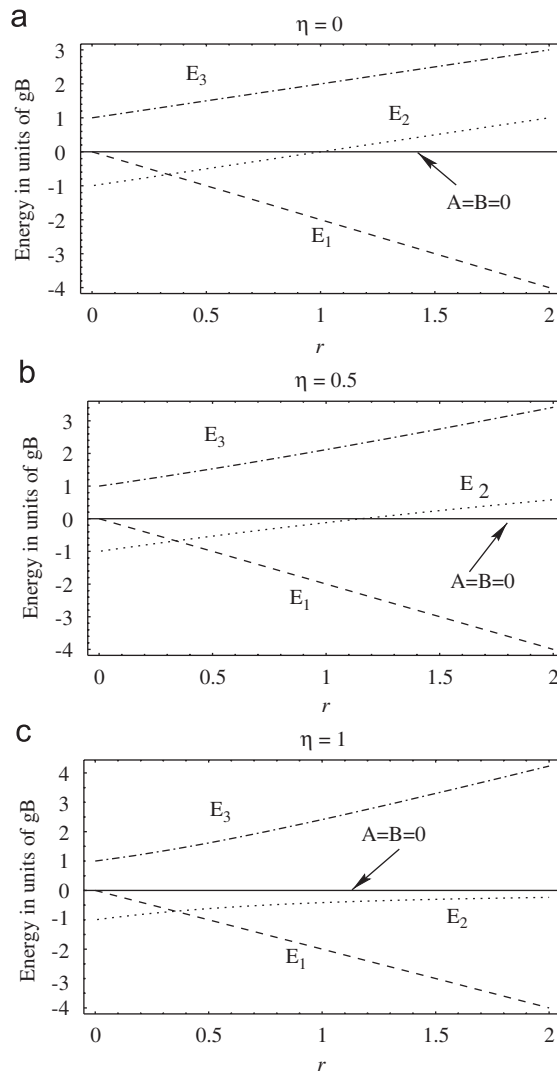 a
η = 0
Energy in units of gB
3
2
1
0
-1
-2
-3
-4
E3
E2
A=B=0
E1
0
0.5
1
1.5
2
r
b
η = 0.5
Energy in units of gB
3
2
1
0
-1
-2
-3
-4
E3
E 2
A=B=0
E1
0
0.5
1
1.5
2
r
c
η = 1
Energy in units of gB
4
3
2
1
0
-1
-2
-3
-4
E3
A=B=0
E2
E1
0
0.5
1
1.5
2
r